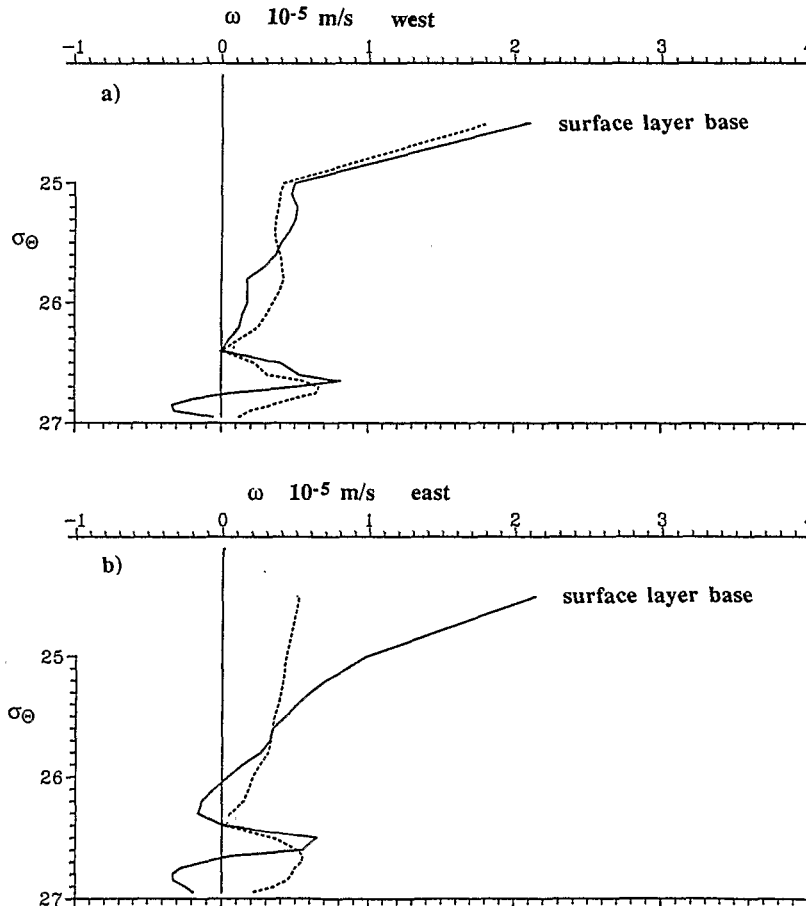 ω 10-5 m/s west
-1 0 1 2 3 4
a)
surface layer base
25
σΘ
26
27
ω 10-5 m/s east
-1 0 1 2 3 4
b)
surface layer base
25
σΘ
26
27